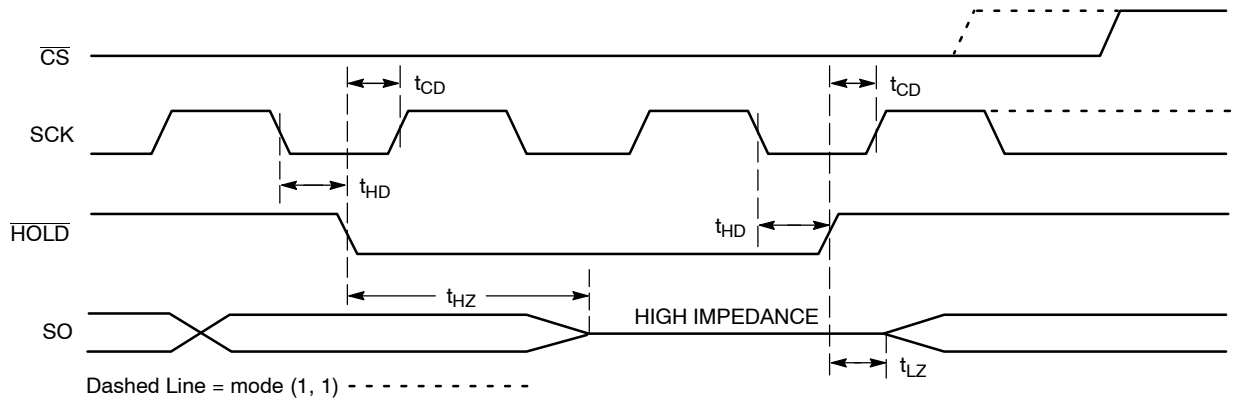 CS
tCD
tCD
SCK
tHD
HOLD
tHD
tHZ
HIGH IMPEDANCE
SO
tLZ
Dashed Line = mode (1, 1)